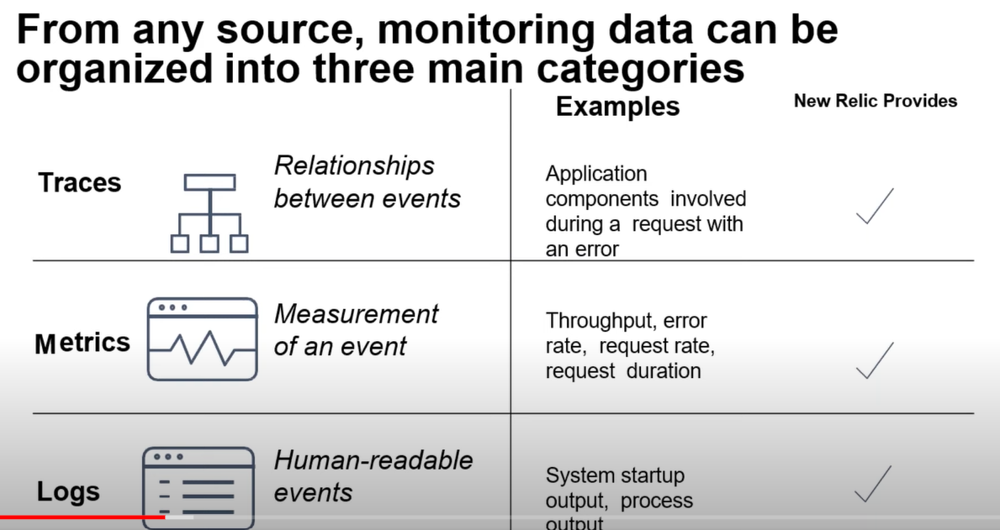 From any source, monitoring data can be
organized into three main categories
Examples
New Relic Provides
Traces
Relationships
between events
Application
components involved
during a request with
an error
Metrics
Measurement
of an event
Throughput, error
rate, request rate,
request duration
Logs
Human-readable
events
System startup
output, process
output